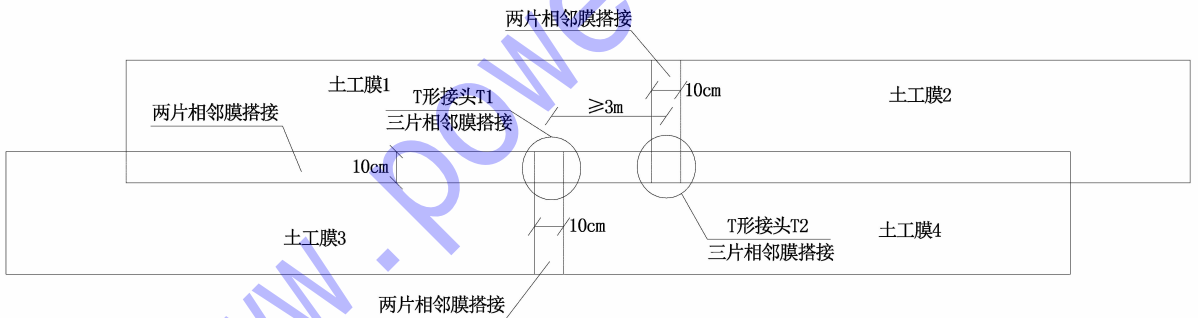 两片相邻膜搭接
土工膜1
10cm
土工膜2
T形接头T1
三片相邻膜搭接
≥3m
两片相邻膜搭接
10cm
土工膜3
10cm
T形接头T2
三片相邻膜搭接
土工膜4
两片相邻膜搭接
w.powe